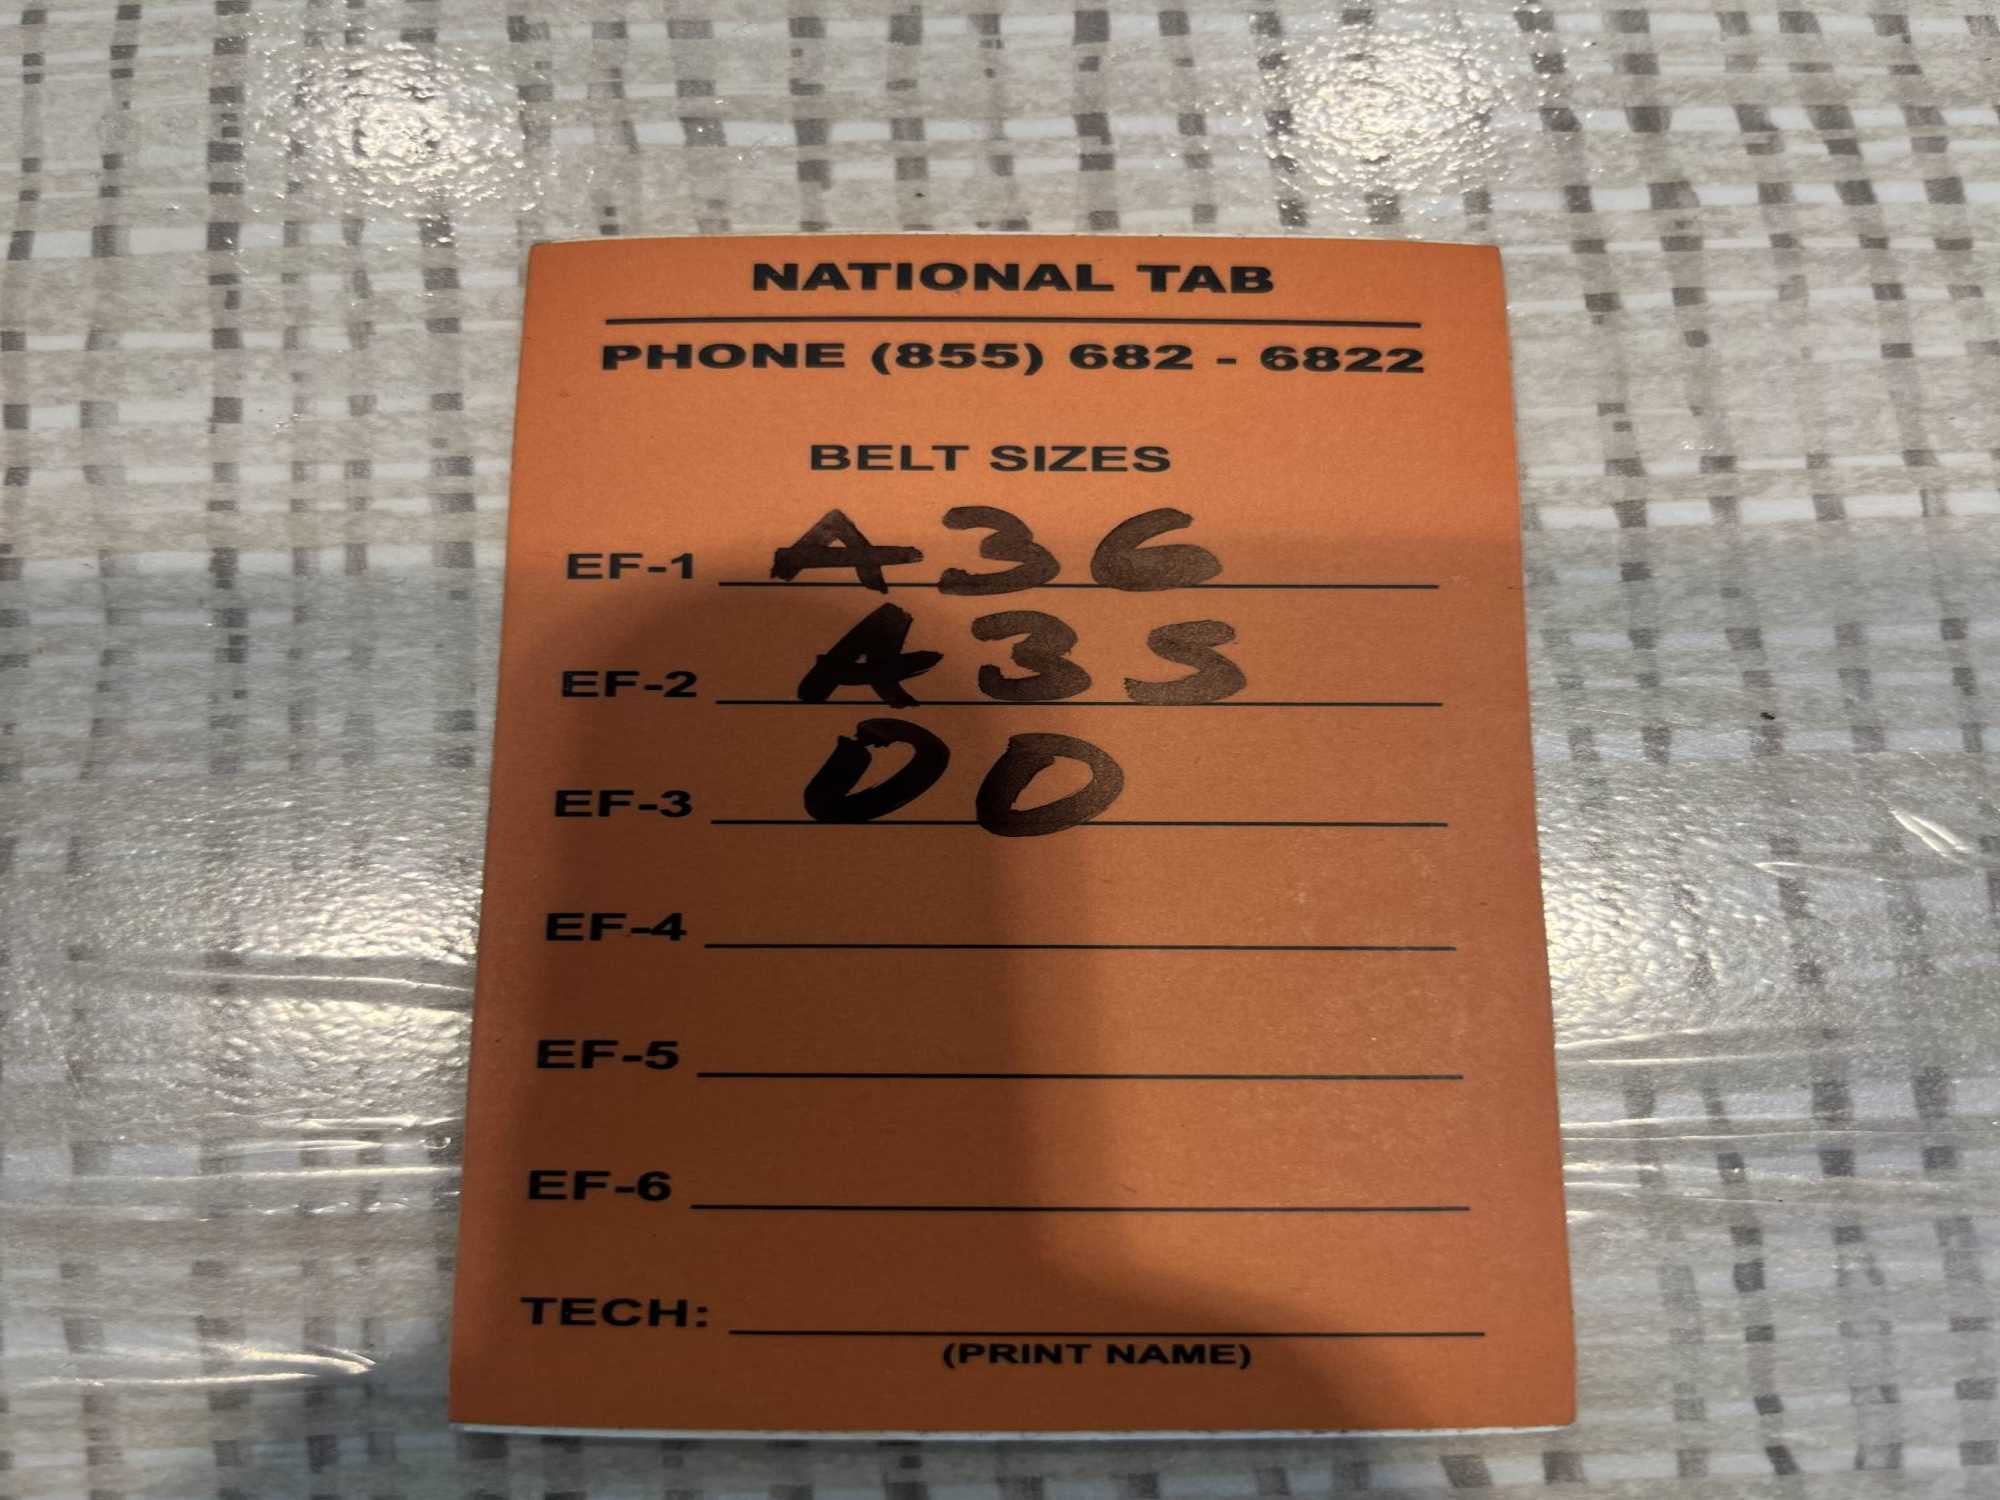 NATIONAL TAB
PHONE (855) 682 - 6822
BELT SIZES
EF-1 A36
EF-2 A35
EF-3 DD
EF-4
EF-5
EF-6
TECH:
(PRINT NAME)